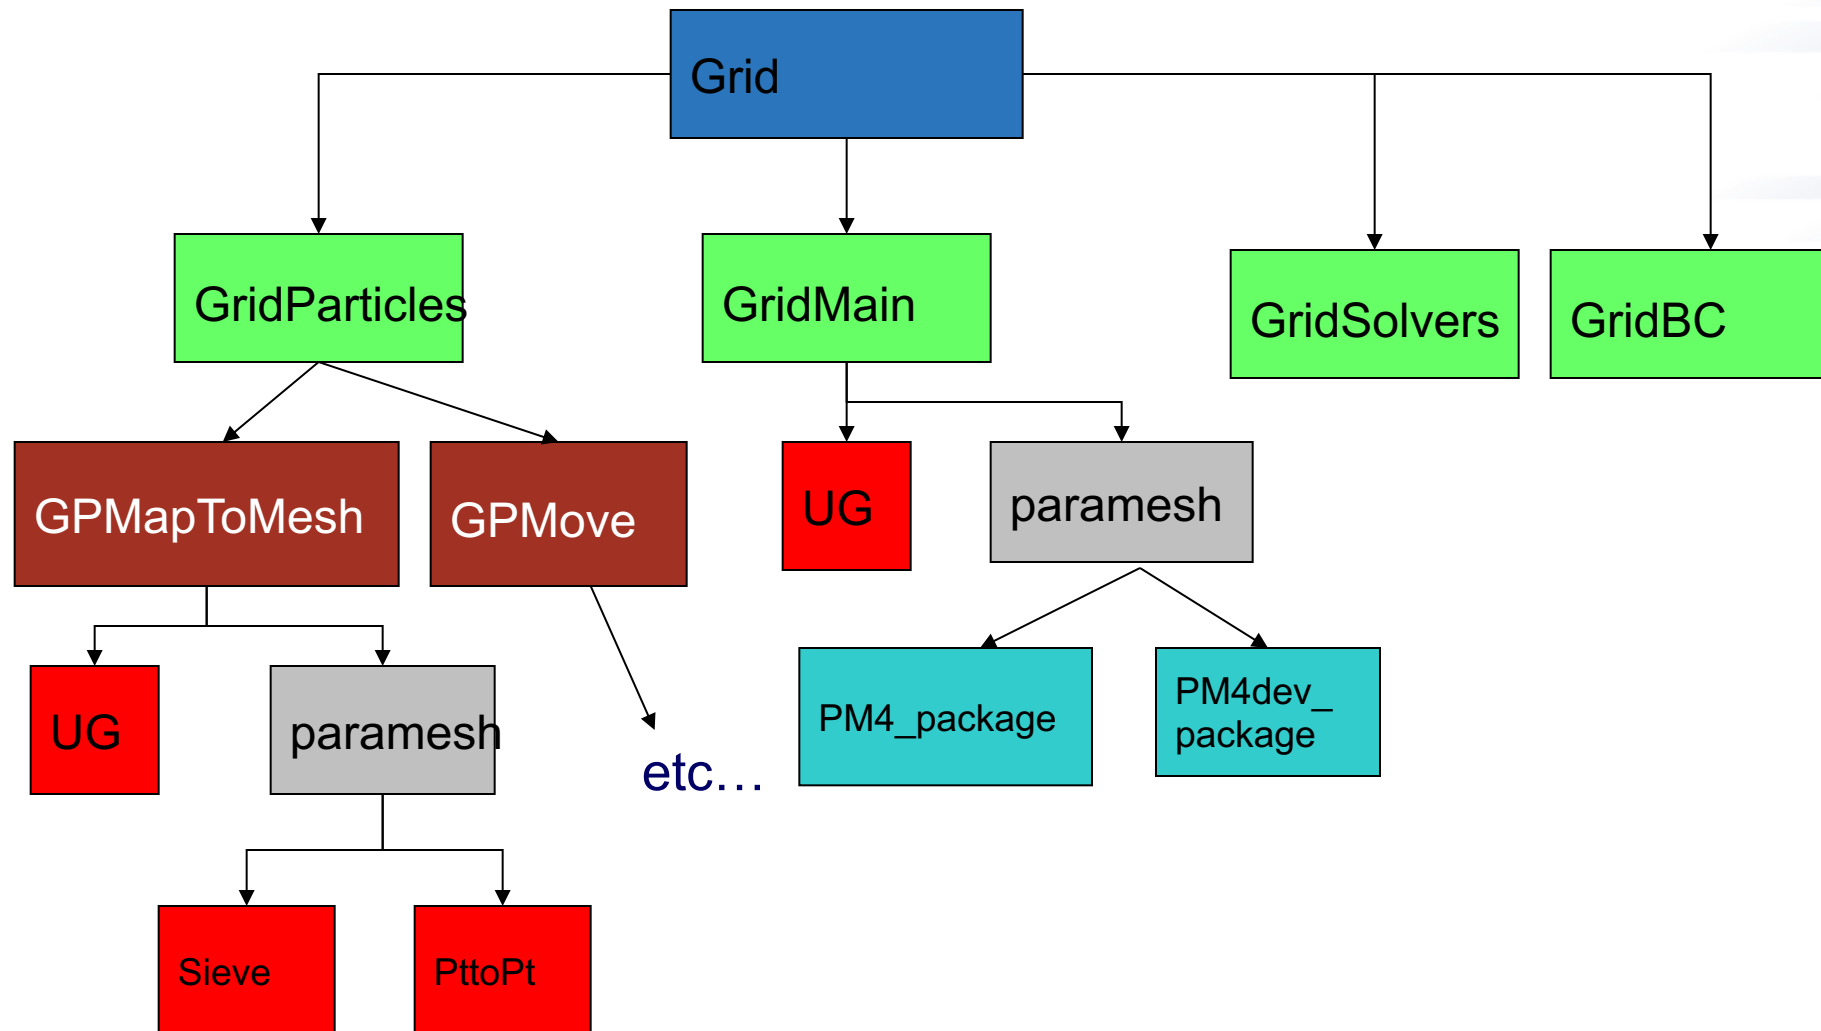 Grid
GridParticles
GridMain
GridSolvers
GridBC
GPMapToMesh
GPMove
UG
paramesh
UG
paramesh
etc…
PM4_package
PM4dev_
package
Sieve
PttoPt